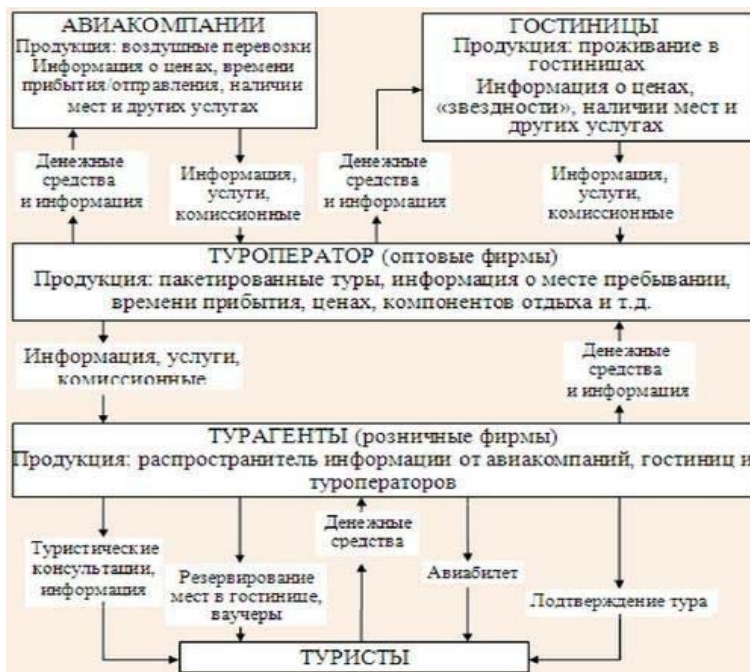 АВИАКОМПАНИИ
Продукция: воздушные перевозки
Информация о ценах, времени
прибытия/отправления, наличии
мест и других услугах
ГОСТИНИЦЫ
Продукция: проживание в
гостиницах
Информация о ценах,
«звездности», наличии мест и
других услугах
Денежные
средства
и информация
Информация,
услуги,
комиссионные
Денежные
средства
и информация
Информация,
услуги,
комиссионные
ТУРОПЕРАТОР (оптовые фирмы)
Продукция: пакетированные туры, информация о месте пребывании,
времени прибытия, ценах, компонентов отдыха и т.д.
Информация, услуги,
комиссионные
Денежные
средства
и информация
ТУРАГЕНТЫ (розничные фирмы)
Продукция: распространитель информации от авиакомпаний, гостиниц и
туроператоров
Туристические
консультации,
информация
Резервирование
мест в гостинице,
ваучеры
Денежные
средства
Авиабилет
Лодтверждение тура
ТУРИСТЫ